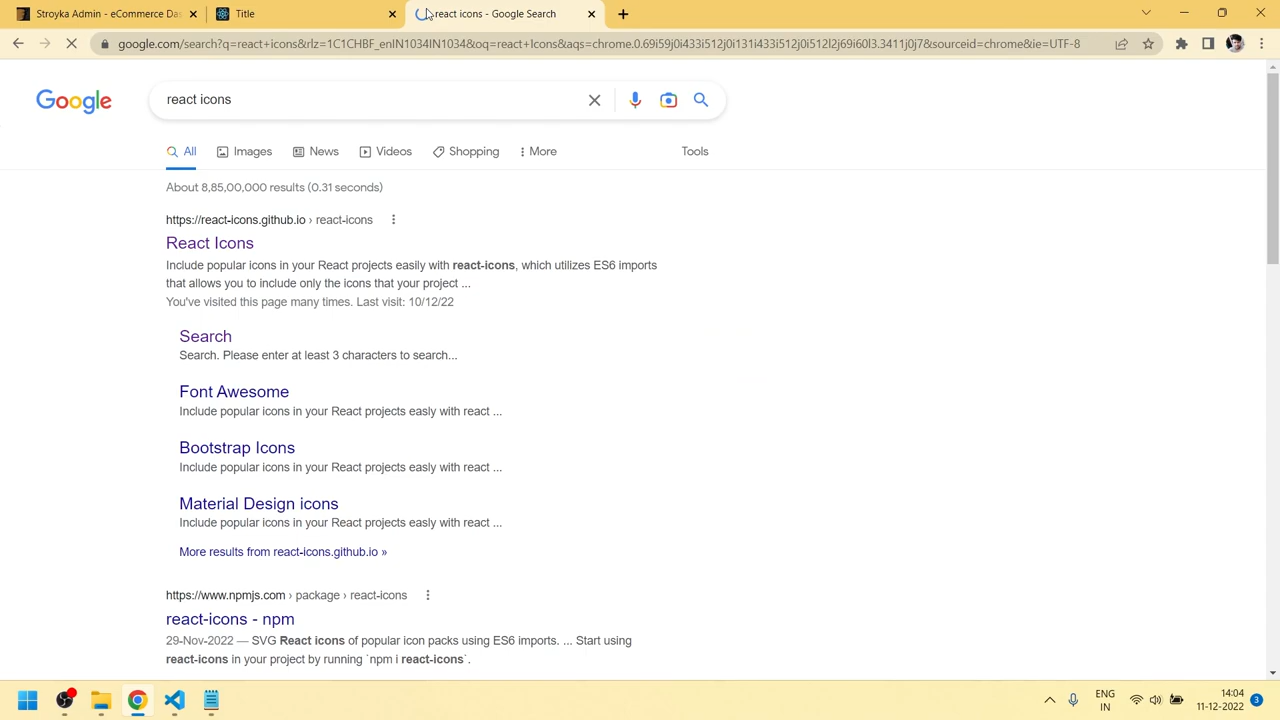 Stroyka Admin - eCommerce Das
Title
react icons - Google Search
google.com/search?q=react+icons&rlz=1C1CHBF_enIN1034IN1034&oq=react+Icons&aqs=chrome.0.69i59j0i433i512j0i131i433i512j0i512l2j69i60l3.3411j0j7&sourceid=chrome&ie=UTF-8
Google
react icons
All
Images
News
Videos
Shopping
More
Tools
About 8,85,00,000 results (0.31 seconds)
https://react-icons.github.io › react-icons
React Icons
Include popular icons in your React projects easily with react-icons, which utilizes ES6 imports
that allows you to include only the icons that your project ...
You've visited this page many times. Last visit: 10/12/22
Search
Search. Please enter at least 3 characters to search...
Font Awesome
Include popular icons in your React projects easly with react ...
Bootstrap Icons
Include popular icons in your React projects easly with react ...
Material Design icons
Include popular icons in your React projects easly with react ...
More results from react-icons.github.io »
https://www.npmjs.com › package › react-icons
react-icons - npm
29-Nov-2022 — SVG React icons of popular icon packs using ES6 imports. ... Start using
react-icons in your project by running `npm i react-icons`.
ENG
IN
14:04
11-12-2022
3